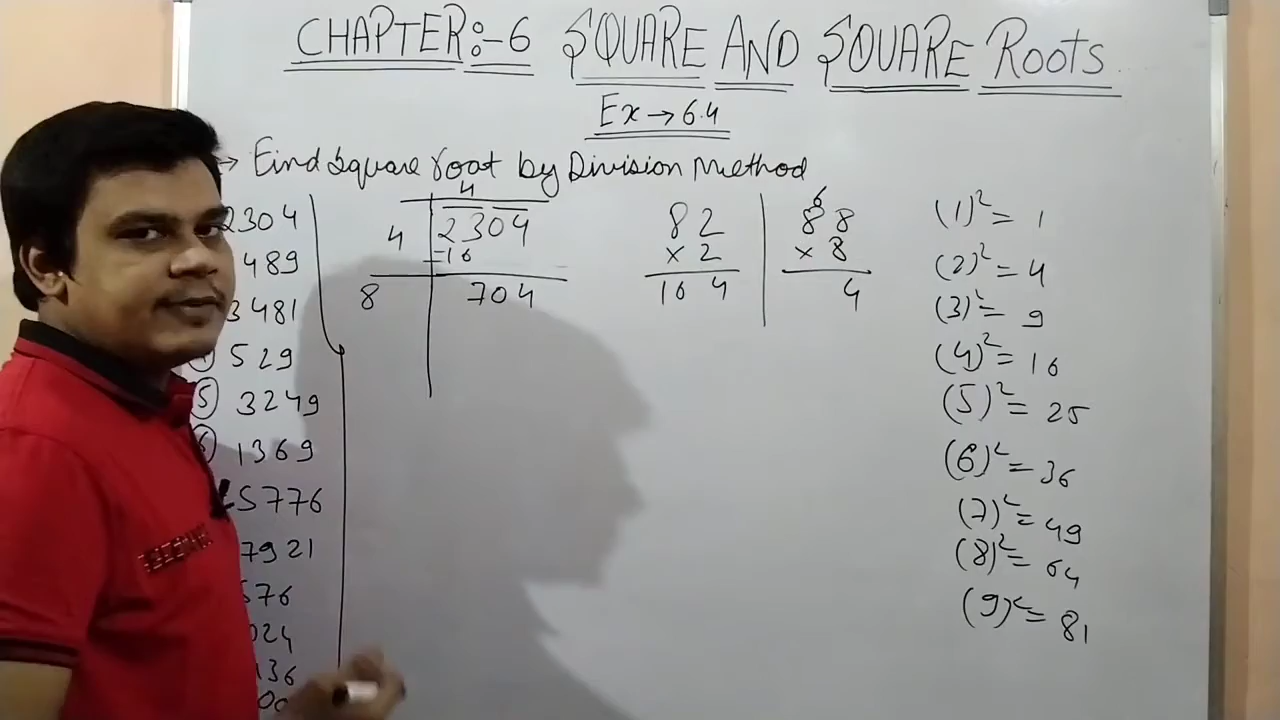 CHAPTER:-6 SQUARE AND SQUARE Roots
Ex → 6.4
→ Find Square root by Division Method
2304
489
3481
529
5 3249
6 1369
5776
7921
576
024
136
4
4 2304
-16
8 704
82
× 2
164
6
88
× 8
4
(1)² = 1
(2)² = 4
(3)² = 9
(4)² = 16
(5)² = 25
(6)² = 36
(7)² = 49
(8)² = 64
(9)² = 81